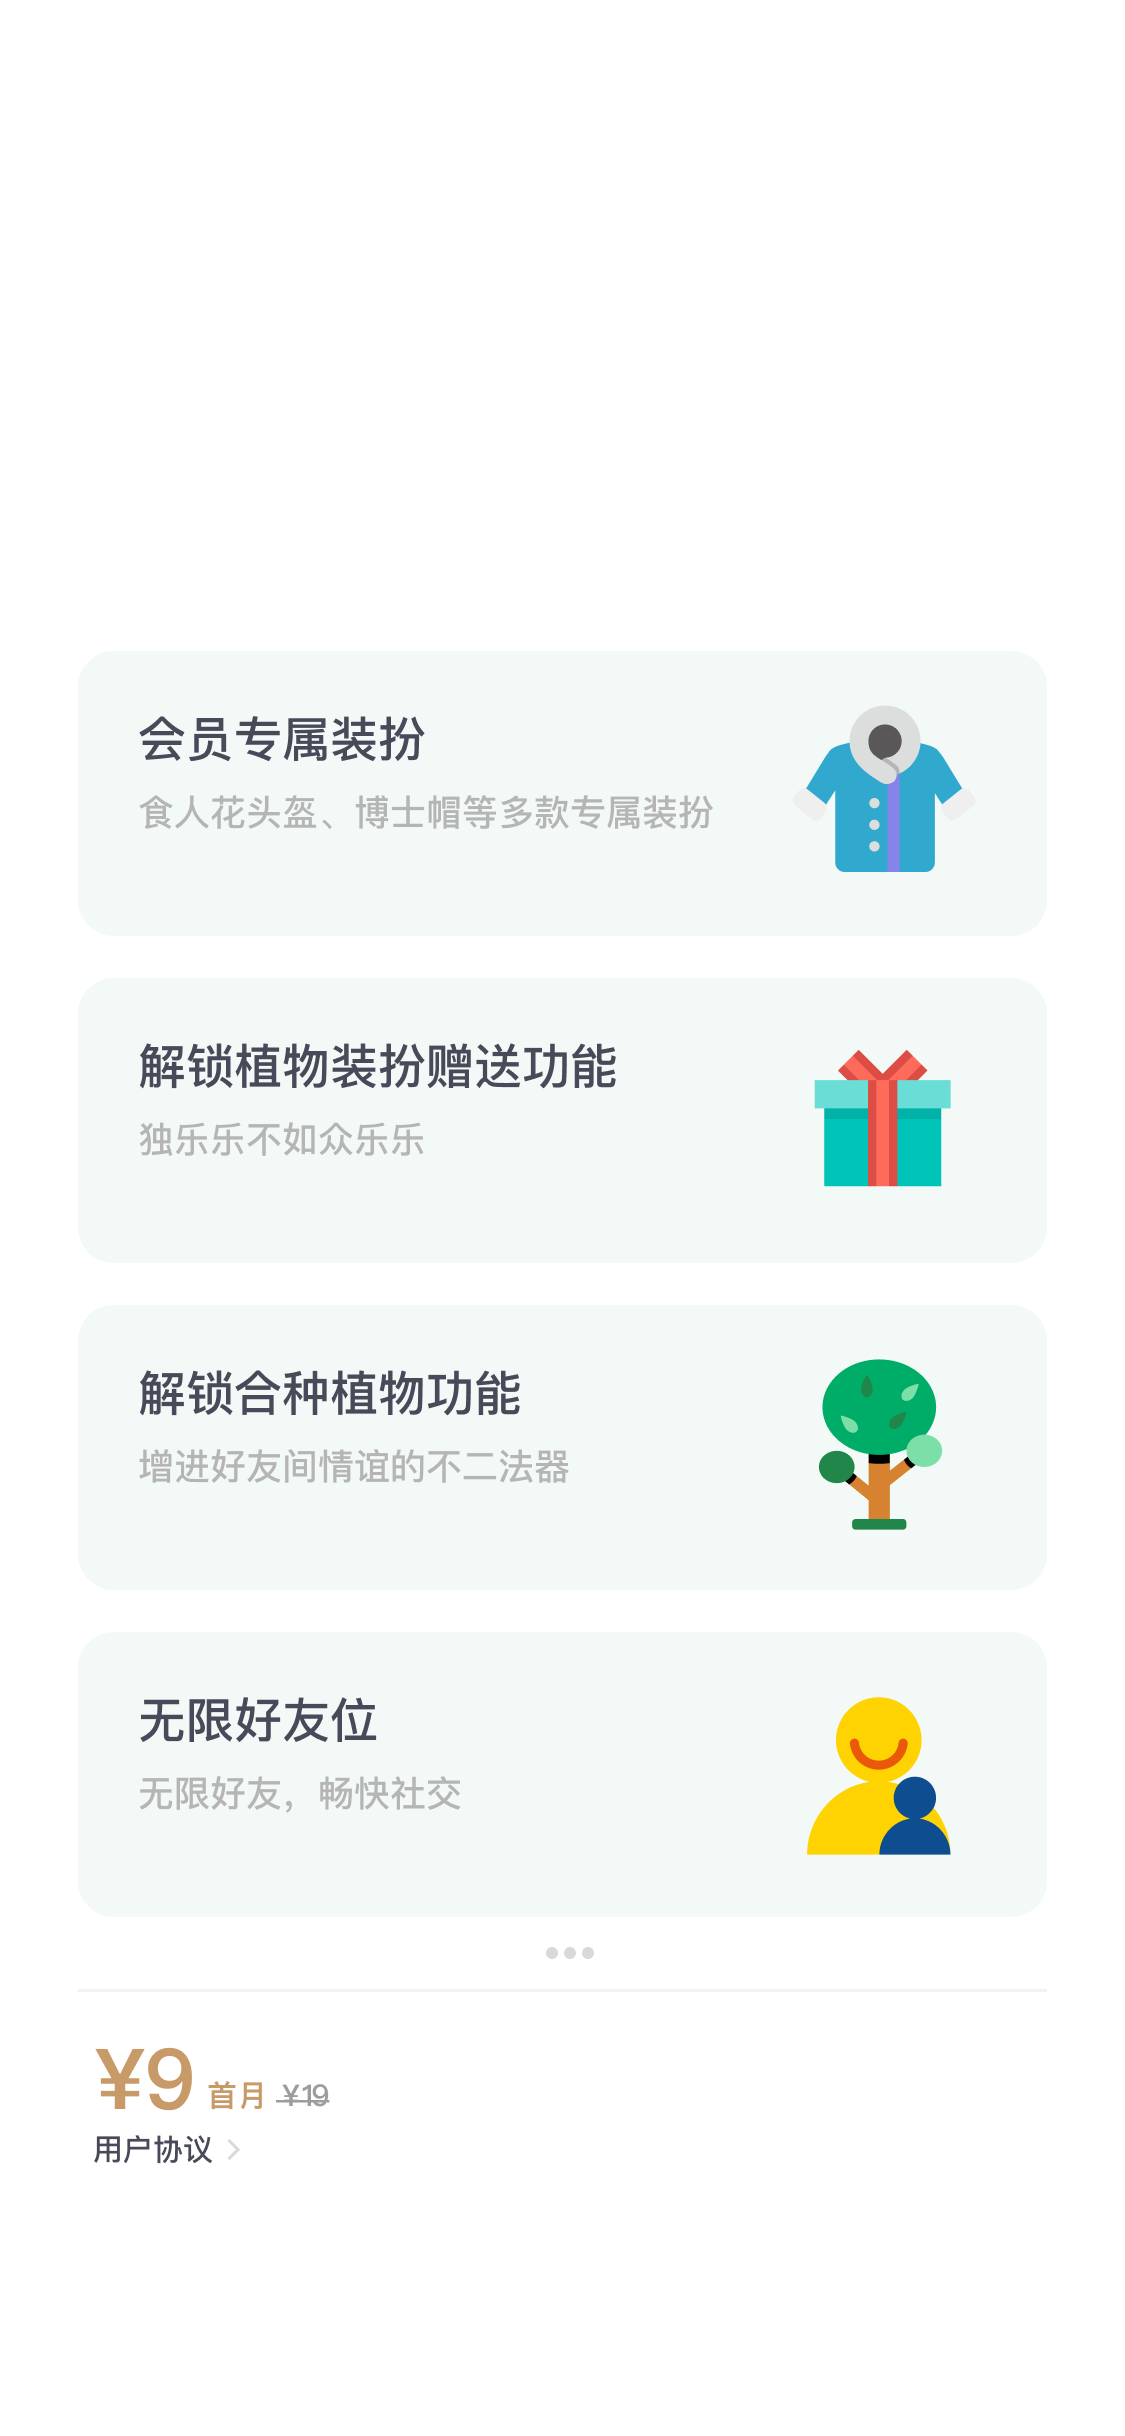 会员专属装扮
食人花头盔、博士帽等多款专属装扮
解锁植物装扮赠送功能
独乐乐不如众乐乐
解锁合种植物功能
增进好友间情谊的不二法器
无限好友位
无限好友，畅快社交
¥9 首月 ¥19
用户协议